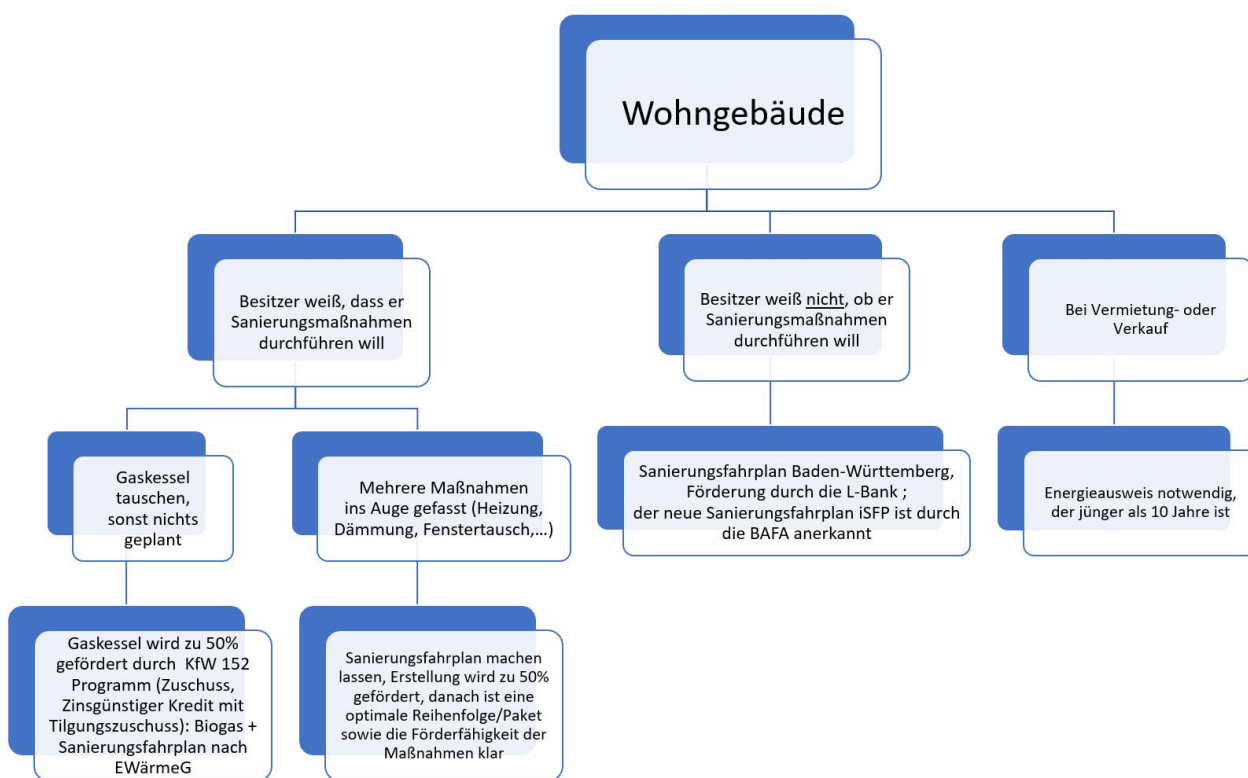 Wohngebäude
Besitzer weiß, dass er
Sanierungsmaßnahmen
durchführen will
Besitzer weiß nicht, ob er
Sanierungsmaßnahmen
durchführen will
Bei Vermietung- oder
Verkauf
Gaskessel
tauschen,
sonst nichts
geplant
Mehrere Maßnahmen
ins Auge gefasst (Heizung,
Dämmung, Fenstertausch,...)
Sanierungsfahrplan Baden-Württemberg,
Förderung durch die L-Bank ;
der neue Sanierungsfahrplan iSFP ist durch
die BAFA anerkannt
Energieausweis notwendig,
der jünger als 10 Jahre ist
Gaskessel wird zu 50%
gefördert durch KfW 152
Programm (Zuschuss,
Zinsgünstiger Kredit mit
Tilgungszuschuss): Biogas +
Sanierungsfahrplan nach
EWärmeG
Sanierungsfahrplan machen
lassen, Erstellung wird zu 50%
gefördert, danach ist eine
optimale Reihenfolge/Paket
sowie die Förderfähigkeit der
Maßnahmen klar